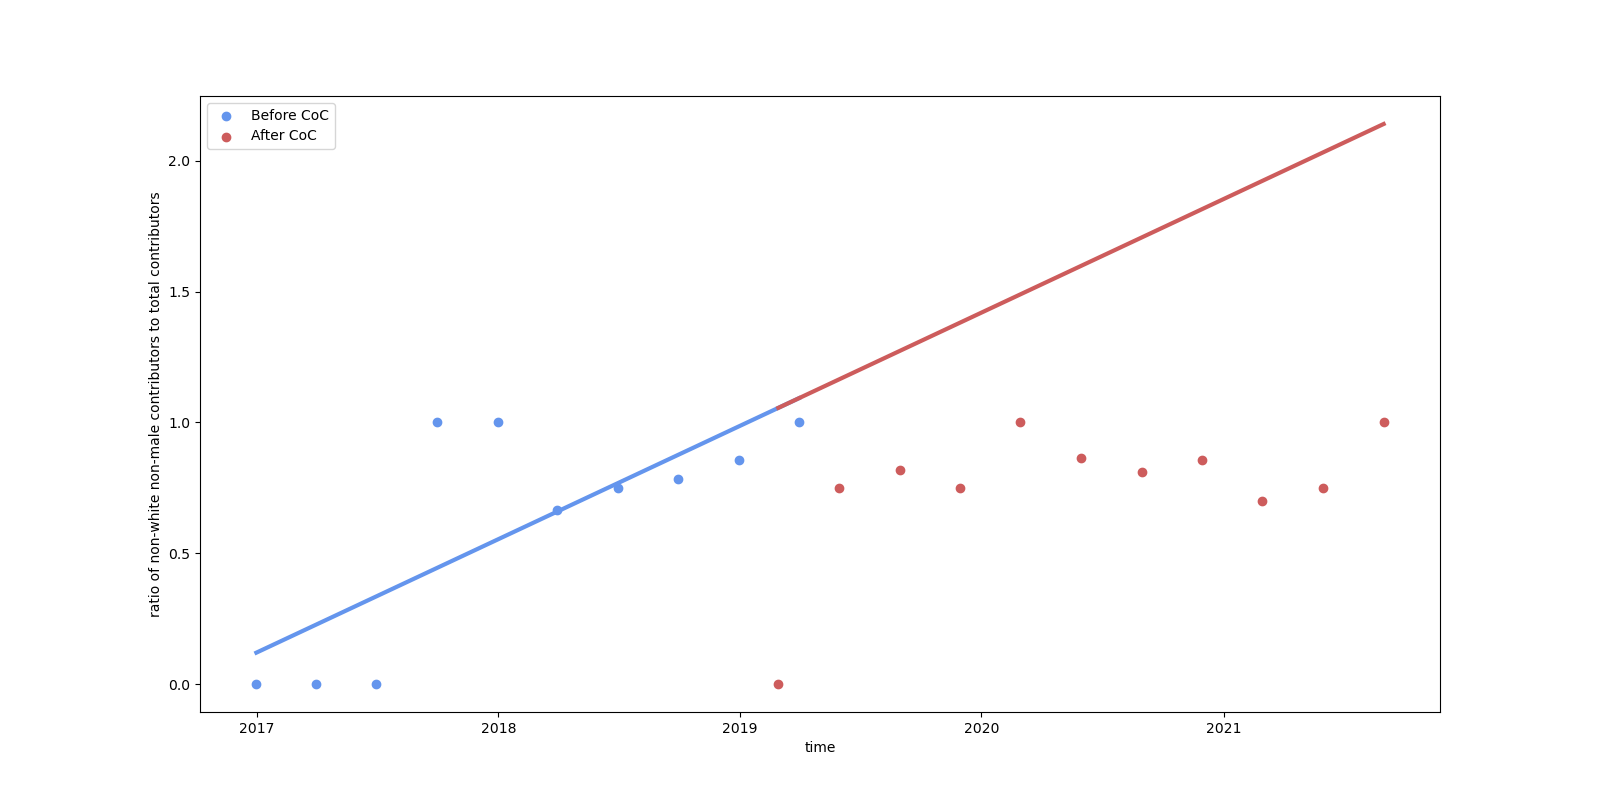 Before CoC
After CoC
2.0
1.5
1.0
0.5
0.0
ratio of non-white non-male contributors to total contributors
2017
2018
2019
2020
2021
time